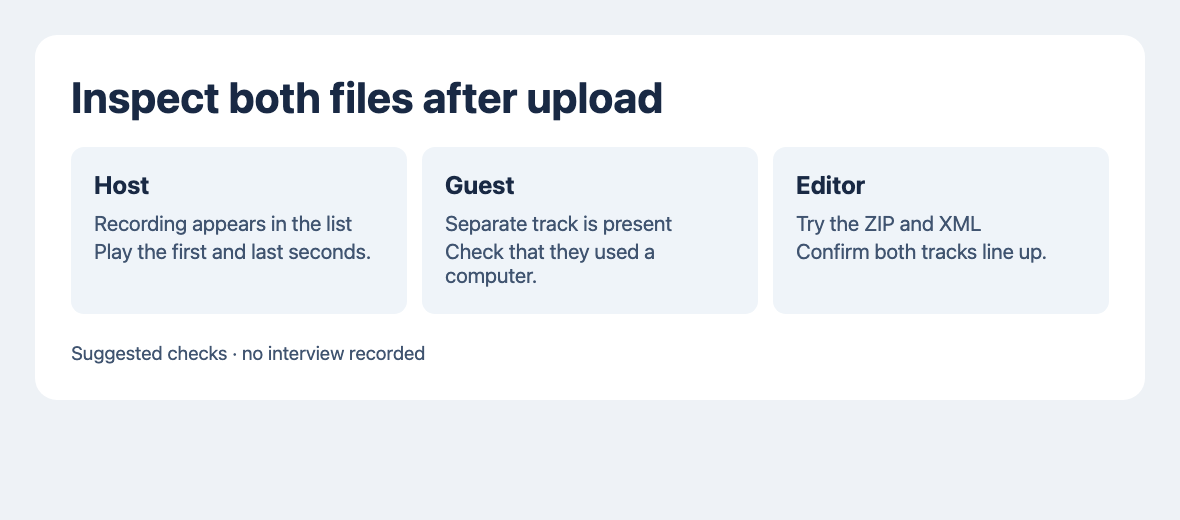 Inspect both files after upload
Host
Recording appears in the list
Play the first and last seconds.
Guest
Separate track is present
Check that they used a
computer.
Editor
Try the ZIP and XML
Confirm both tracks line up.
Suggested checks · no interview recorded